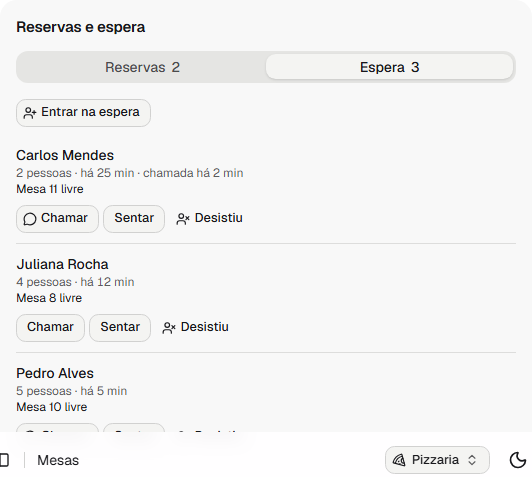 Reservas e espera
Reservas 2
Espera 3
Entrar na espera
Carlos Mendes
2 pessoas · há 25 min · chamada há 2 min
Mesa 11 livre
Chamar Sentar Desistiu
Juliana Rocha
4 pessoas · há 12 min
Mesa 8 livre
Chamar Sentar Desistiu
Pedro Alves
5 pessoas · há 5 min
Mesa 10 livre
Mesas
Pizzaria